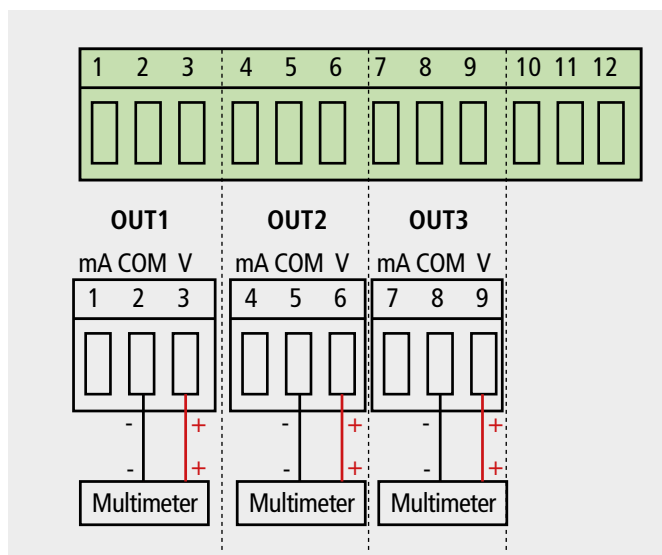 1 2 3 4 5 6 7 8 9 10 11 12
OUT1 OUT2 OUT3
mA COM V mA COM V mA COM V
1 2 3 4 5 6 7 8 9
- + - + - +
- + - + - +
Multimeter Multimeter Multimeter